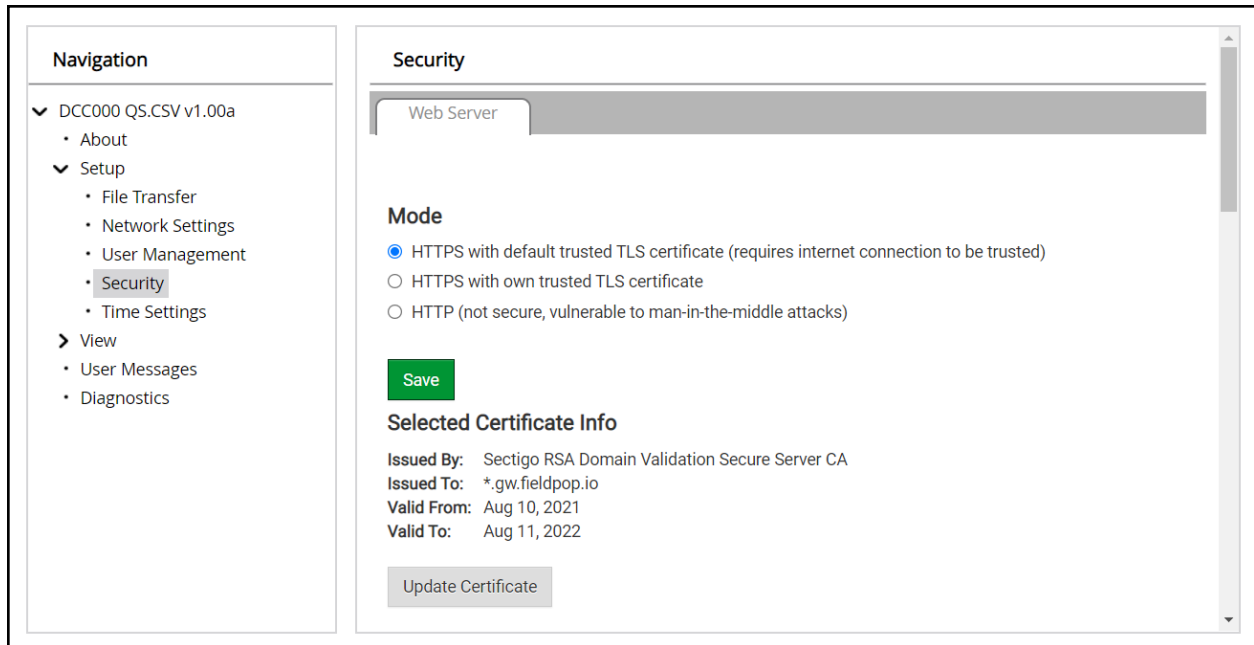 Navigation
DCC000 QS.CSV v1.00a
About
Setup
File Transfer
Network Settings
User Management
Security
Time Settings
View
User Messages
Diagnostics
Security
Web Server
Mode
HTTPS with default trusted TLS certificate (requires internet connection to be trusted)
HTTPS with own trusted TLS certificate
HTTP (not secure, vulnerable to man-in-the-middle attacks)
Save
Selected Certificate Info
Issued By: Sectigo RSA Domain Validation Secure Server CA
Issued To: *.gw.fieldpop.io
Valid From: Aug 10, 2021
Valid To: Aug 11, 2022
Update Certificate